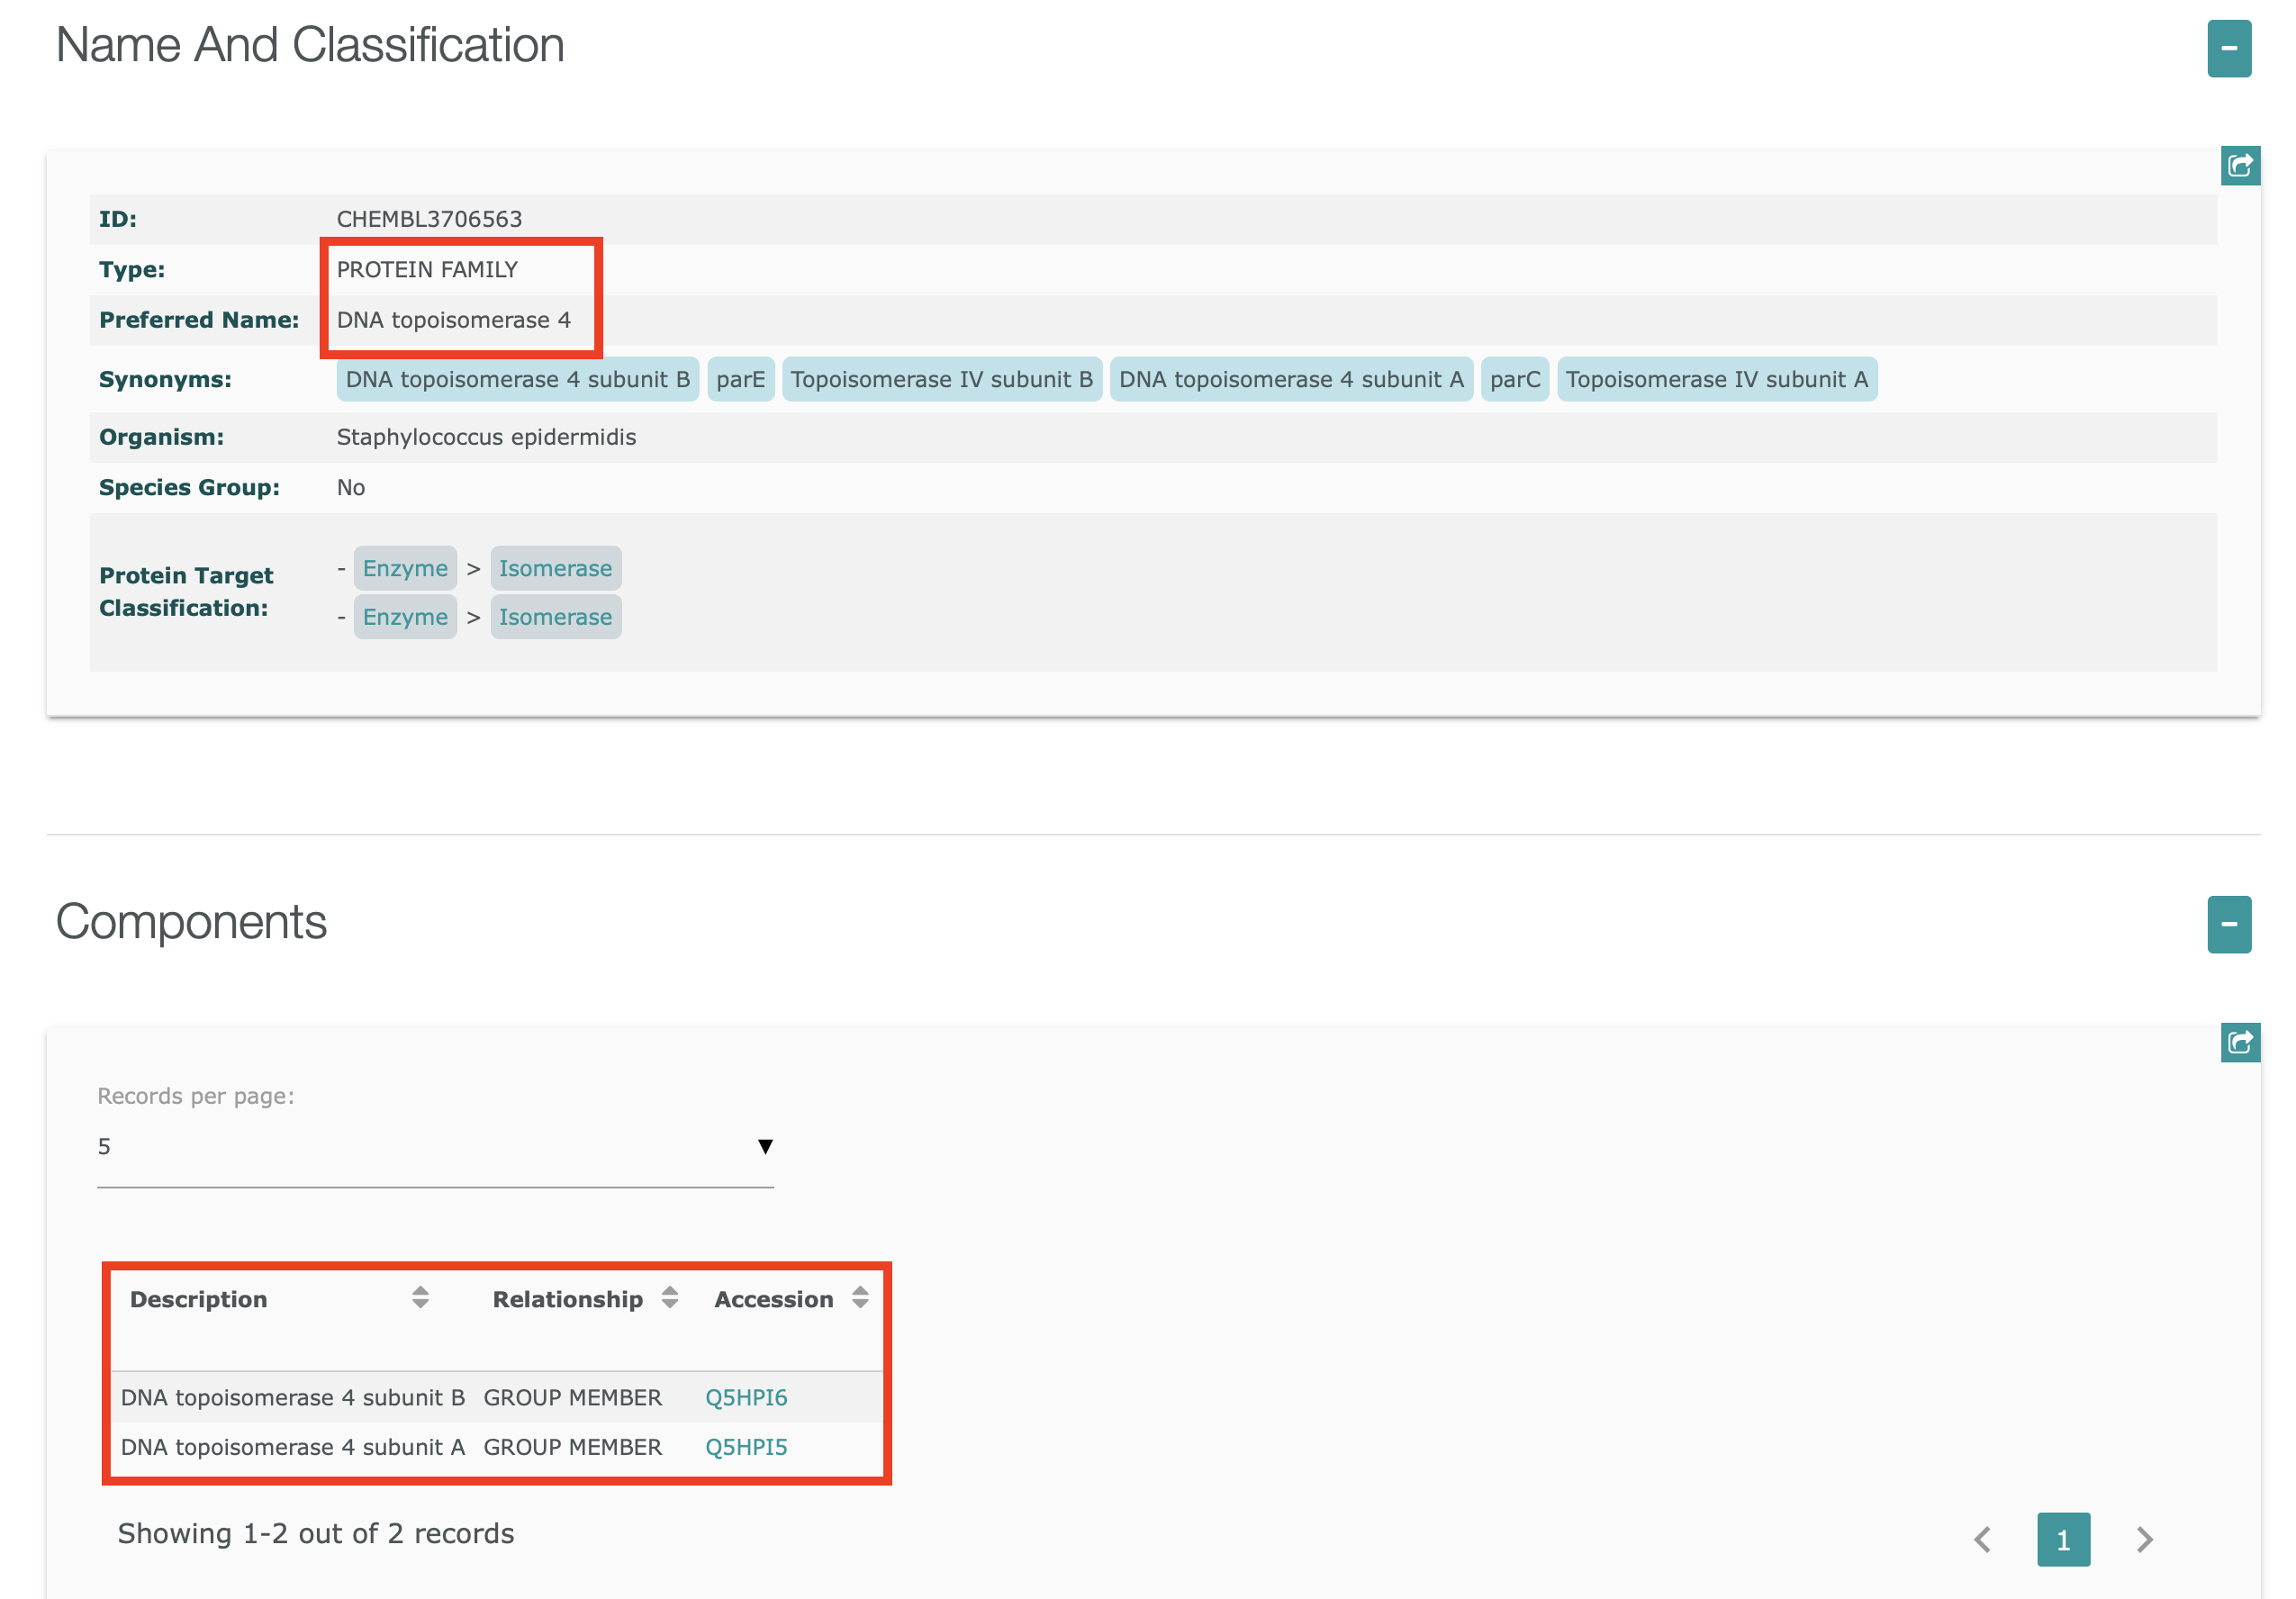 Name And Classification
ID: CHEMBL3706563
Type: PROTEIN FAMILY
Preferred Name: DNA topoisomerase 4
Synonyms: DNA topoisomerase 4 subunit B parE Topoisomerase IV subunit B DNA topoisomerase 4 subunit A parC Topoisomerase IV subunit A
Organism: Staphylococcus epidermidis
Species Group: No
Protein Target Classification:
- Enzyme > Isomerase
- Enzyme > Isomerase
Components
Records per page:
5
Description Relationship Accession
DNA topoisomerase 4 subunit B GROUP MEMBER Q5HPI6
DNA topoisomerase 4 subunit A GROUP MEMBER Q5HPI5
Showing 1-2 out of 2 records
1